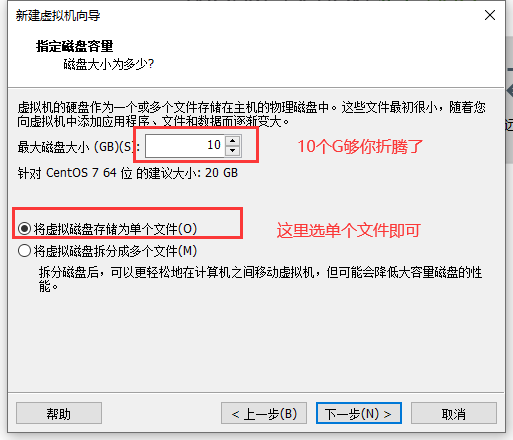 新建虚拟机向导
指定磁盘容量
磁盘大小为多少?
虚拟机的硬盘作为一个或多个文件存储在主机的物理磁盘中。这些文件最初很小，随着您
向虚拟机中添加应用程序、文件和数据而逐渐变大。
最大磁盘大小 (GB)(S): 10
10个G够你折腾了
针对 CentOS 7 64 位 的建议大小: 20 GB
将虚拟磁盘存储为单个文件(O)
这里选单个文件即可
将虚拟磁盘拆分成多个文件(M)
拆分磁盘后，可以更轻松地在计算机之间移动虚拟机，但可能会降低大容量磁盘的性
能。
帮助
< 上一步(B)
下一步(N) >
取消